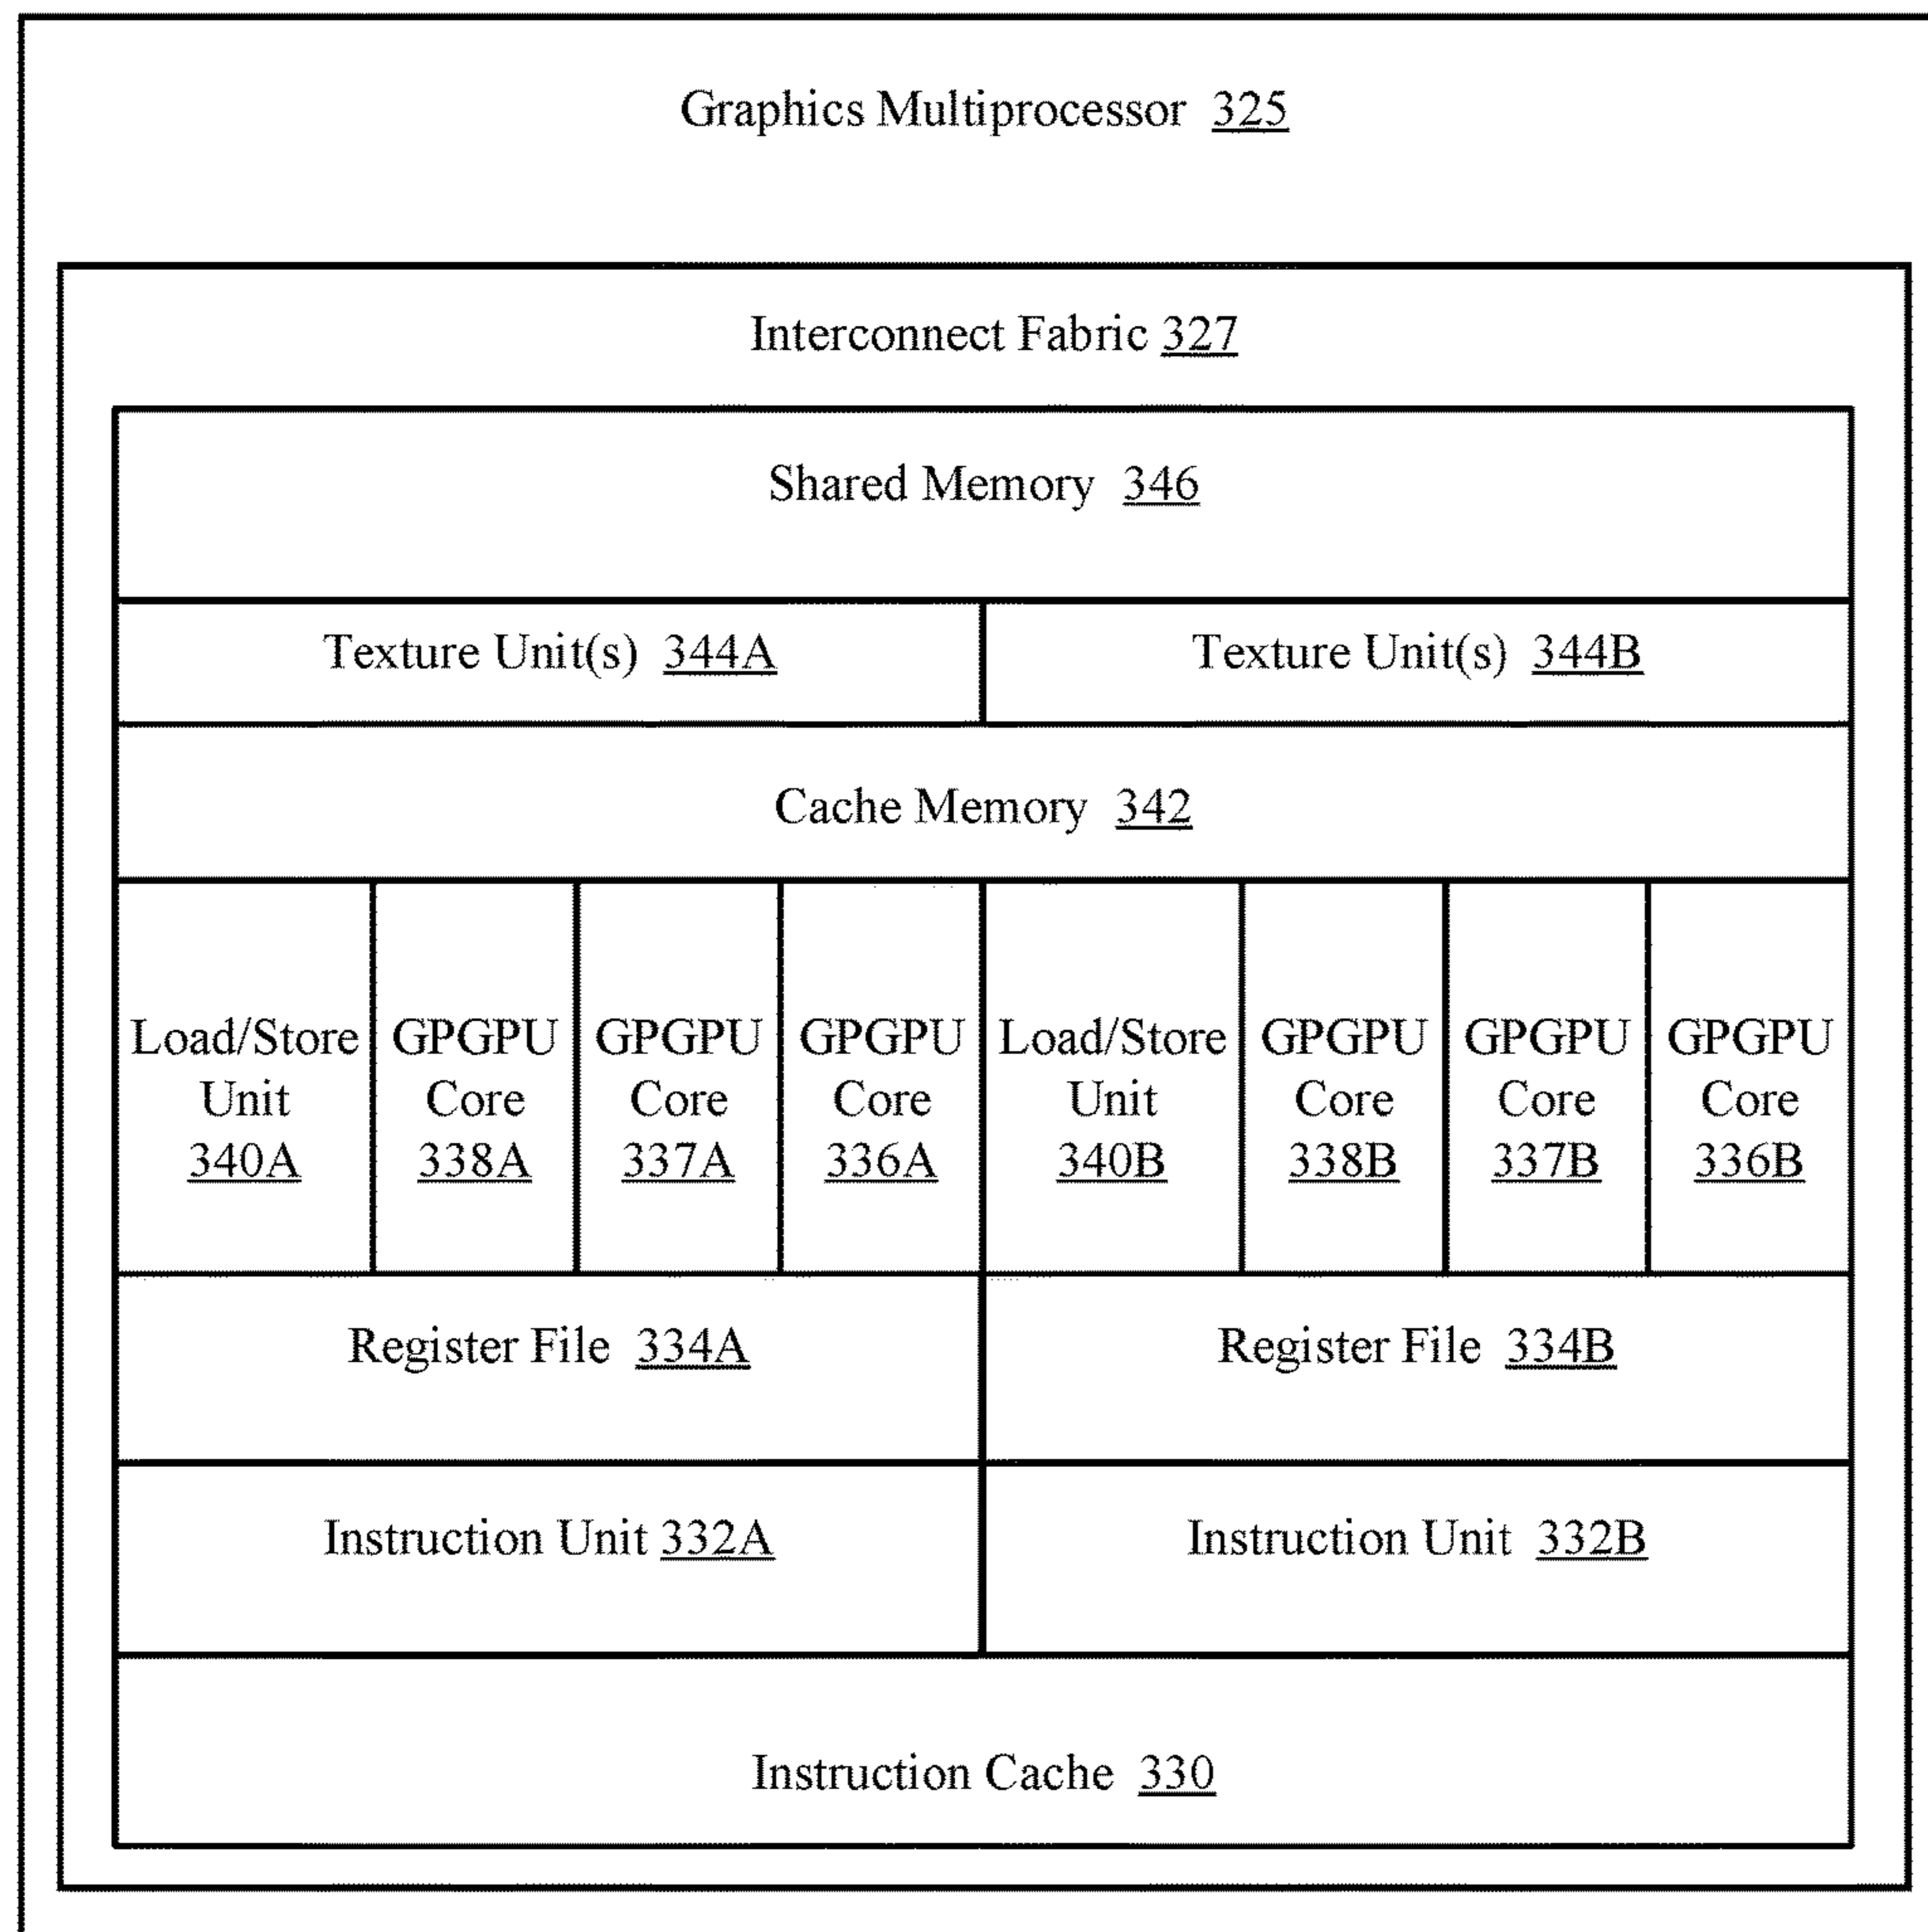 Graphics Multiprocessor 325
Interconnect Fabric 327
Shared Memory 346
Texture Unit(s) 344A
Texture Unit(s) 344B
Cache Memory 342
Load/Store
Unit
340A
GPGPU
Core
338A
GPGPU
Core
337A
GPGPU
Core
336A
Load/Store
Unit
340B
GPGPU
Core
338B
GPGPU
Core
337B
GPGPU
Core
336B
Register File 334A
Register File 334B
Instruction Unit 332A
Instruction Unit 332B
Instruction Cache 330